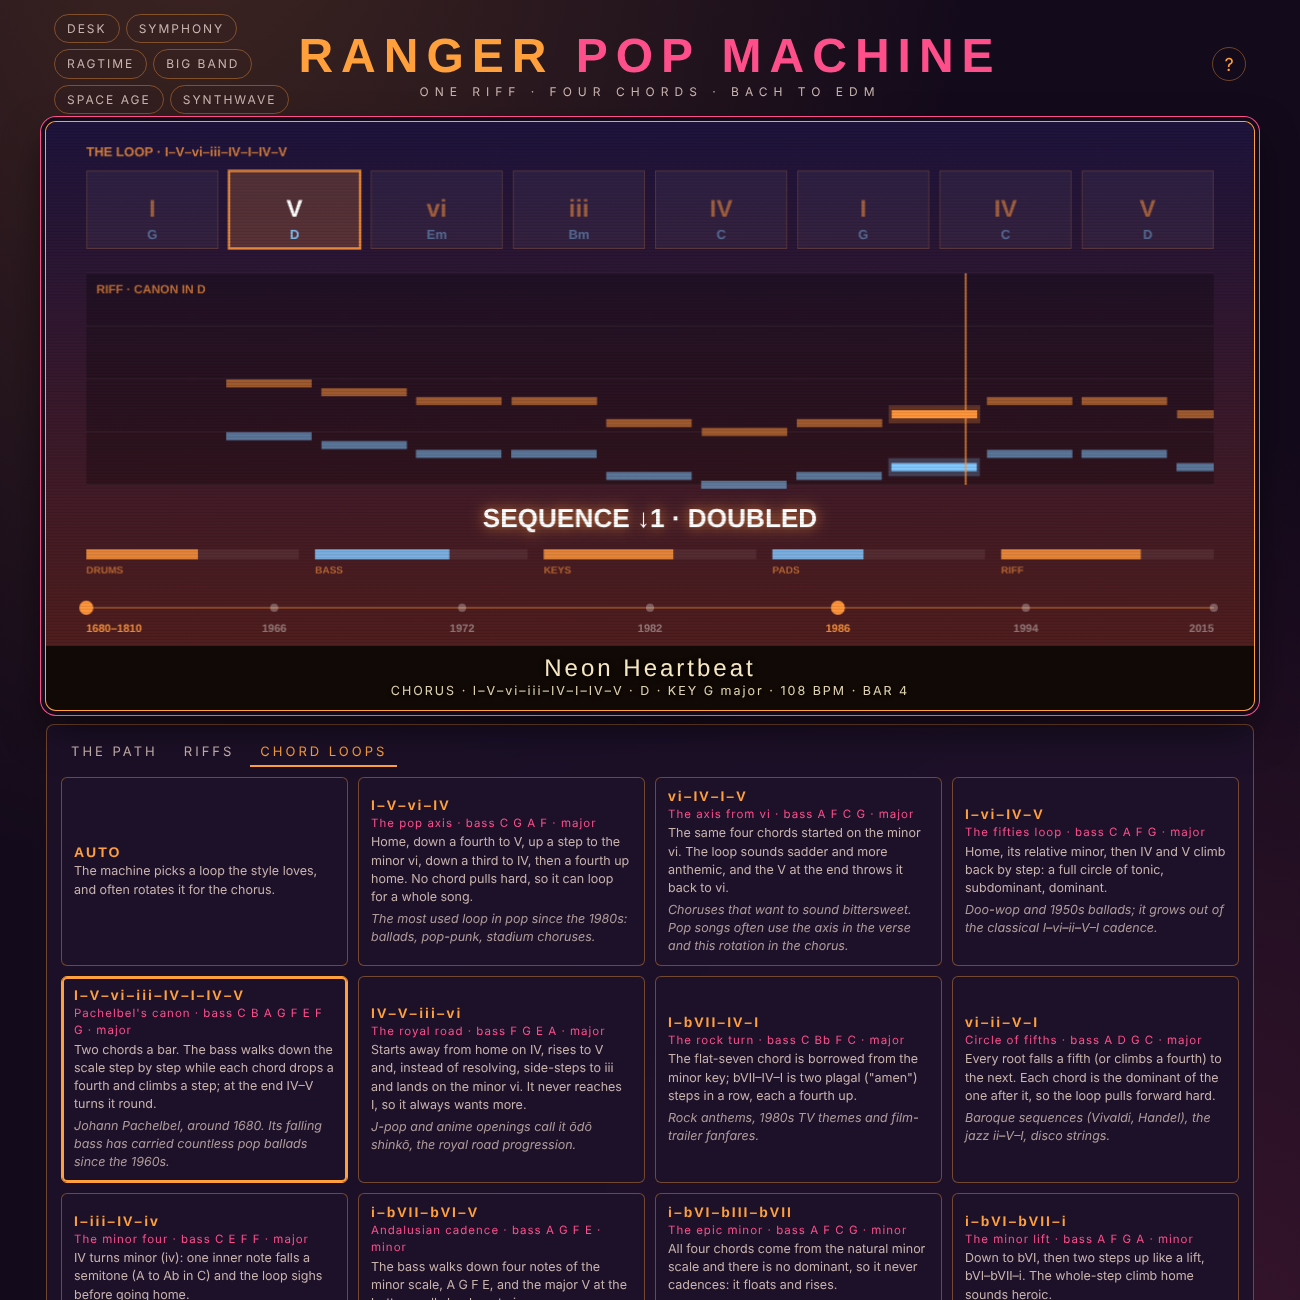 DESK
SYMPHONY
RAGTIME
BIG BAND
SPACE AGE
SYNTHWAVE
RANGER POP MACHINE
ONE RIFF · FOUR CHORDS · BACH TO EDM
?
THE LOOP · I–V–vi–iii–IV–I–IV–V
I
V
vi
iii
IV
I
IV
V
G
D
Em
Bm
C
G
C
D
RIFF · CANON IN D
SEQUENCE ↓1 · DOUBLED
DRUMS
BASS
KEYS
PADS
RIFF
1680–1810
1966
1972
1982
1986
1994
2015
Neon Heartbeat
CHORUS · I–V–vi–iii–IV–I–IV–V · D · KEY G major · 108 BPM · BAR 4
THE PATH
RIFFS
CHORD LOOPS
AUTO
The machine picks a loop the style loves,
and often rotates it for the chorus.
I–V–vi–IV
The pop axis · bass C G A F · major
Home, down a fourth to V, up a step to the
minor vi, down a third to IV, then a fourth up
home. No chord pulls hard, so it can loop
for a whole song.
The most used loop in pop since the 1980s:
ballads, pop-punk, stadium choruses.
vi–IV–I–V
The axis from vi · bass A F C G · major
The same four chords started on the minor
vi. The loop sounds sadder and more
anthemic, and the V at the end throws it
back to vi.
Choruses that want to sound bittersweet.
Pop songs often use the axis in the verse
and this rotation in the chorus.
I–vi–IV–V
The fifties loop · bass C A F G · major
Home, its relative minor, then IV and V climb
back by step: a full circle of tonic,
subdominant, dominant.
Doo-wop and 1950s ballads; it grows out of
the classical I–vi–ii–V–I cadence.
I–V–vi–iii–IV–I–IV–V
Pachelbel's canon · bass C B A G F E F
G · major
Two chords a bar. The bass walks down the
scale step by step while each chord drops a
fourth and climbs a step; at the end IV–V
turns it round.
Johann Pachelbel, around 1680. Its falling
bass has carried countless pop ballads
since the 1960s.
IV–V–iii–vi
The royal road · bass F G E A · major
Starts away from home on IV, rises to V
and, instead of resolving, side-steps to iii
and lands on the minor vi. It never reaches
I, so it always wants more.
J-pop and anime openings call it ōdō
shinkō, the royal road progression.
I–bVII–IV–I
The rock turn · bass C Bb F C · major
The flat-seven chord is borrowed from the
minor key; bVII–IV–I is two plagal ("amen")
steps in a row, each a fourth up.
Rock anthems, 1980s TV themes and film-
trailer fanfares.
vi–ii–V–I
Circle of fifths · bass A D G C · major
Every root falls a fifth (or climbs a fourth) to
the next. Each chord is the dominant of the
one after it, so the loop pulls forward hard.
Baroque sequences (Vivaldi, Handel), the
jazz ii–V–I, disco strings.
I–iii–IV–iv
The minor four · bass C E F F · major
IV turns minor (iv): one inner note falls a
semitone (A to Ab in C) and the loop sighs
before going home.
i–bVII–bVI–V
Andalusian cadence · bass A G F E ·
minor
The bass walks down four notes of the
minor scale, A G F E, and the major V at the
i–bVI–bIII–bVII
The epic minor · bass A F C G · minor
All four chords come from the natural minor
scale and there is no dominant, so it never
cadences: it floats and rises.
i–bVI–bVII–i
The minor lift · bass A F G A · minor
Down to bVI, then two steps up like a lift,
bVI–bVII–i. The whole-step climb home
sounds heroic.